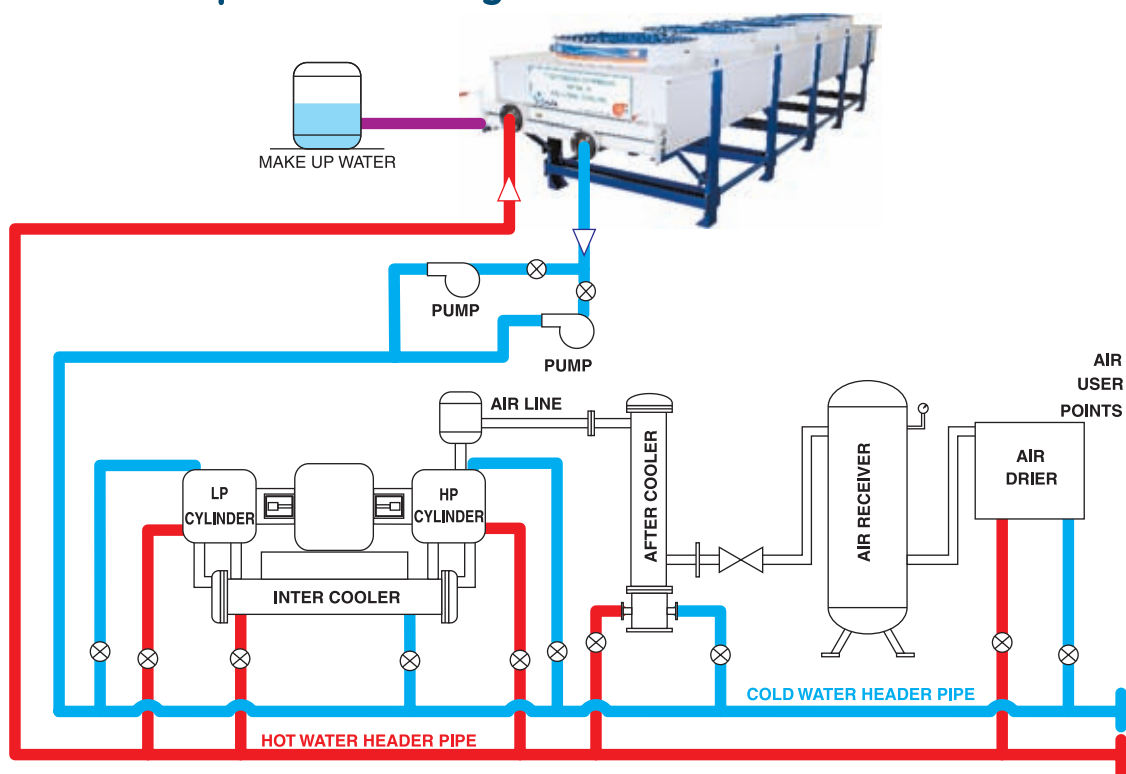 MAKE UP WATER
PUMP
PUMP
AIR
USER
POINTS
AIR LINE
LP
CYLINDER
HP
CYLINDER
INTER COOLER
AFTER COOLER
AIR RECEIVER
AIR
DRIER
COLD WATER HEADER PIPE
HOT WATER HEADER PIPE